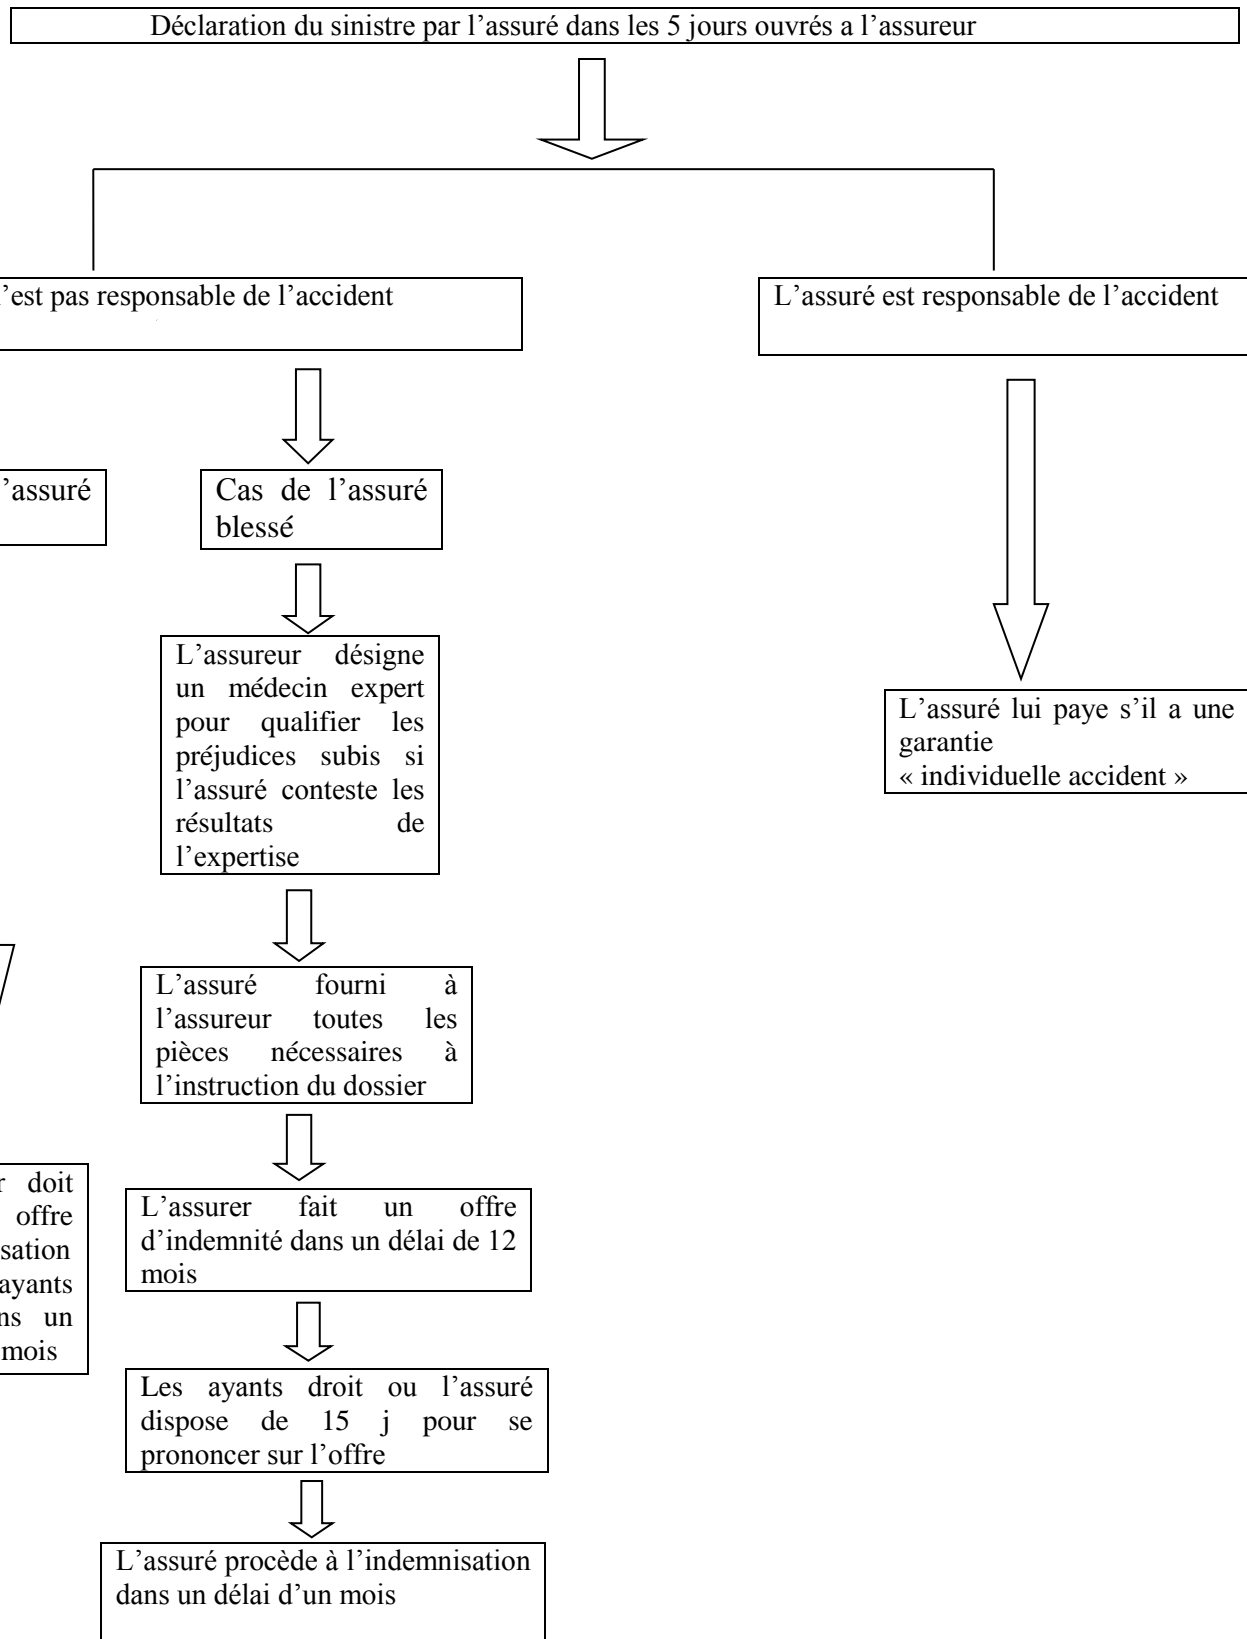 Déclaration du sinistre par l’assuré dans les 5 jours ouvrés a l’assureur
’est pas responsable de l’accident
L’assuré est responsable de l’accident
’assuré
Cas de l’assuré
blessé
L’assureur désigne
un médecin expert
pour qualifier les
préjudices subis si
l’assuré conteste les
résultats de
l’expertise
L’assuré lui paye s’il a une
garantie
« individuelle accident »
L’assuré fourni à
l’assureur toutes les
pièces nécessaires à
l’instruction du dossier
r doit
offre
sation
ayants
ns un
mois
L’assurer fait un offre
d’indemnité dans un délai de 12
mois
Les ayants droit ou l’assuré
dispose de 15 j pour se
prononcer sur l’offre
L’assuré procède à l’indemnisation
dans un délai d’un mois